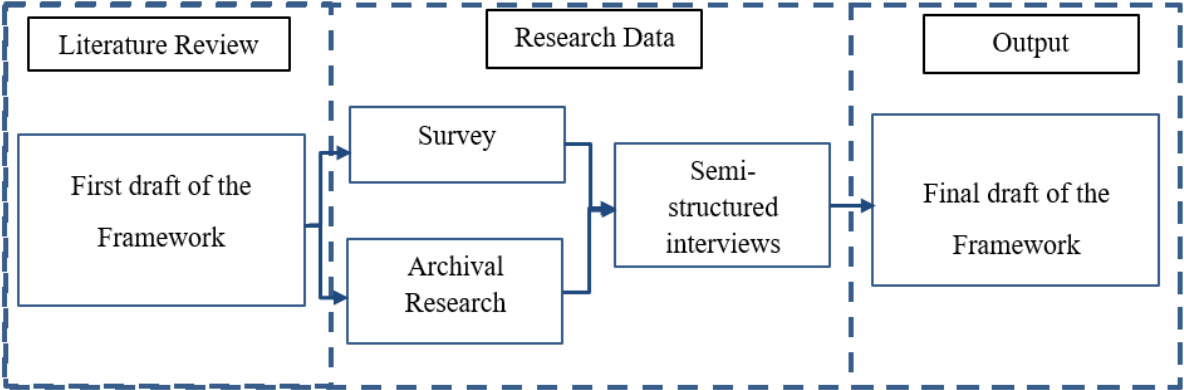 Literature Review
Research Data
Output
First draft of the
Framework
Survey
Archival
Research
Semi-
structured
interviews
Final draft of the
Framework